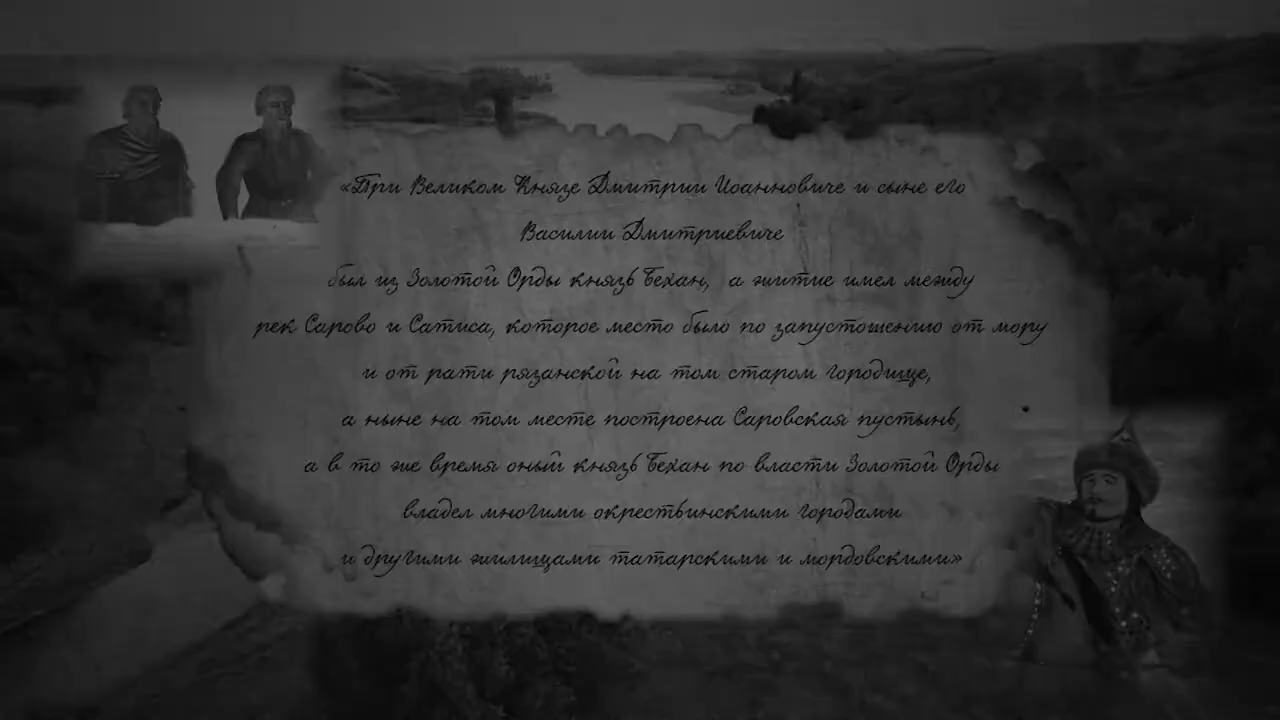 «При Великом Князе Дмитрии Иоанновиче и сыне его
Василии Дмитриевиче
был из Золотой Орды князь Бехан, а житие имел между
рек Сарово и Сатиса, которое место было по запустошению от мору
и от рати рязанской на том старом городище,
а ныне на том месте построена Саровская пустынь,
а в то же время оный князь Бехан по власти Золотой Орды
владел многими окрестьинскими городами
и другими жилищами татарскими и мордовскими»